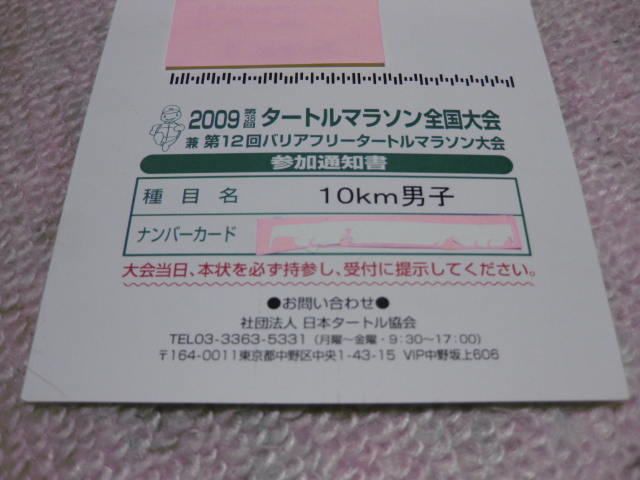 2009 第38回 タートルマラソン全国大会
兼 第12回バリアフリータートルマラソン大会
参加通知書
種目名 10km男子
ナンバーカード
大会当日、本状を必ず持参し、受付に提示してください。
●お問い合わせ●
社団法人 日本タートル協会
TEL03-3363-5331 (月曜~金曜・9:30~17:00)
〒164-0011東京都中野区中央1-43-15 VIP中野坂上606